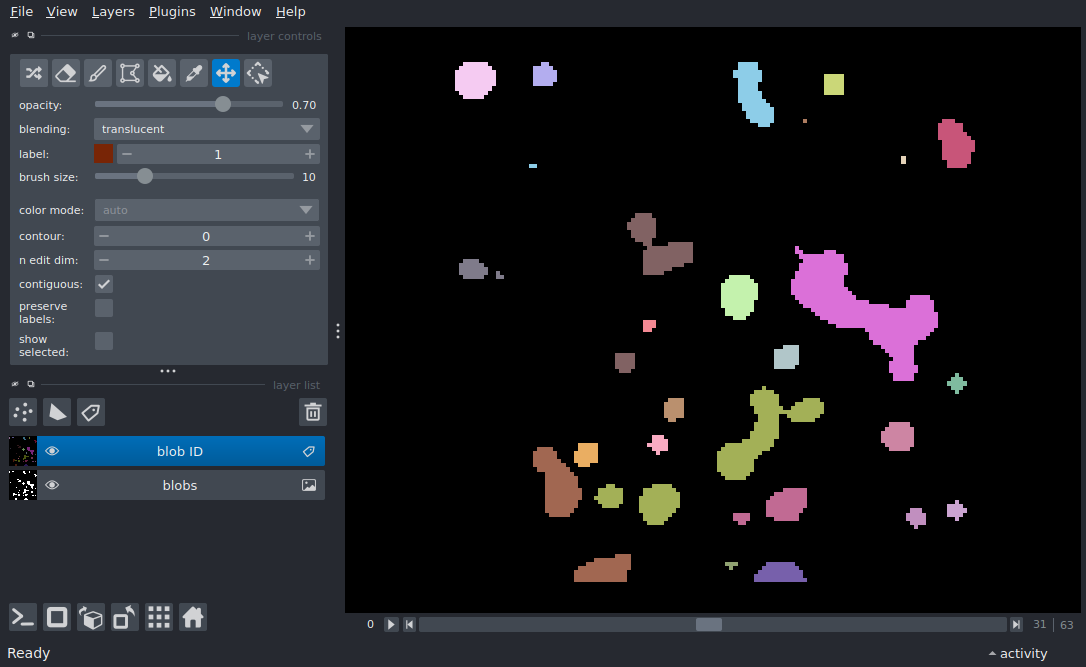 File View Layers Plugins Window Help
layer controls
opacity: 0.70
blending: translucent
label: 1
brush size: 10
color mode: auto
contour: 0
n edit dim: 2
contiguous:
preserve
labels:
show
selected:
layer list
blob ID
blobs
0 31 63
Ready activity